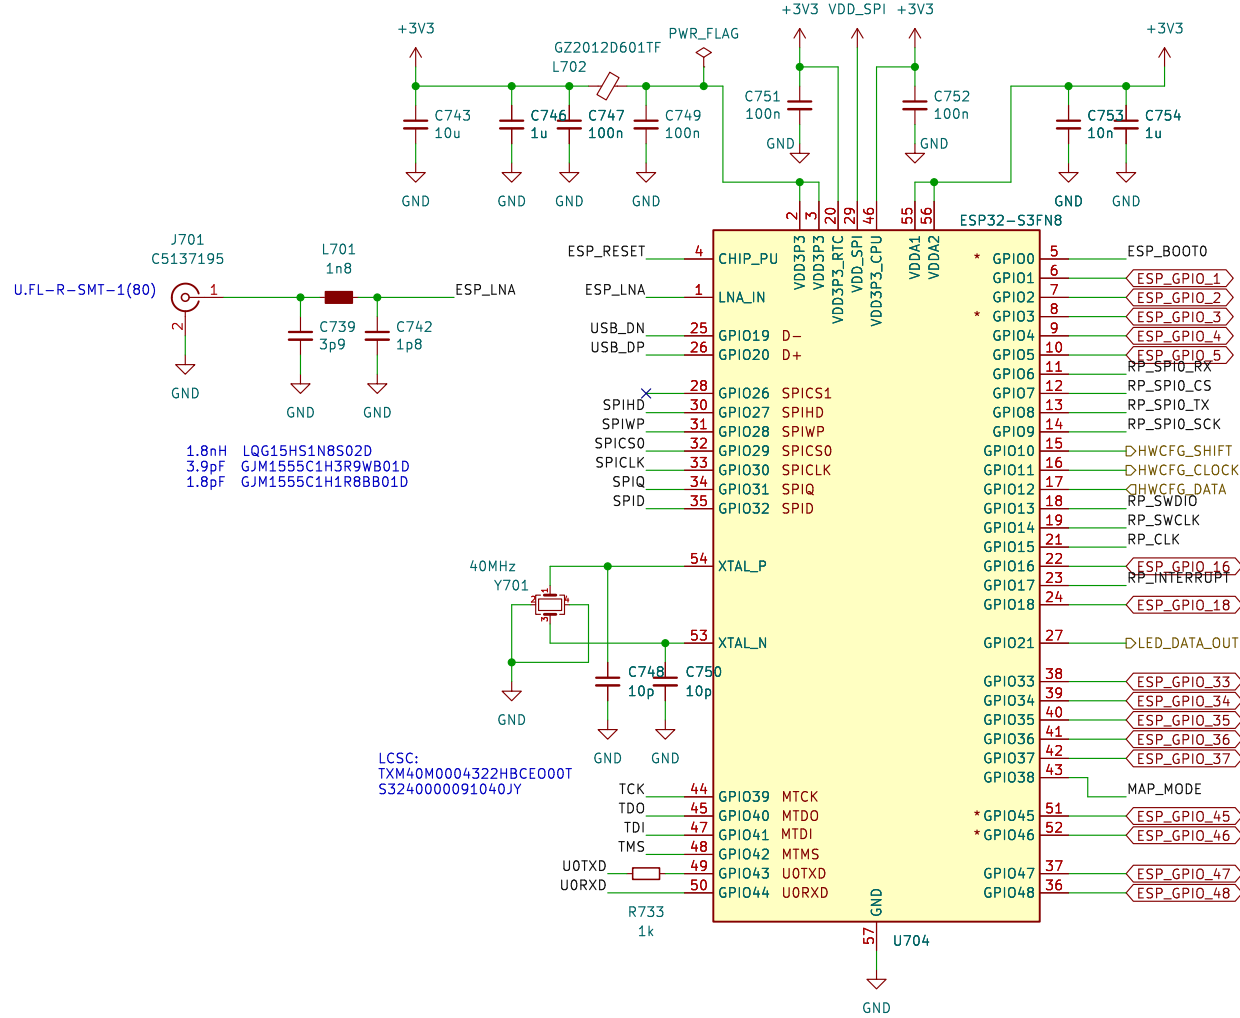 +3V3 VDD_SPI +3V3
+3V3
GZ2012D601TF
L702
PWR_FLAG
+3V3
C743
10u
C746
1u
C747
100n
C749
100n
C751
100n
C752
100n
C753
10n
C754
1u
GND
GND
GND
GND
GND
GND
GND
GND
2
3
20
29
46
55
56
ESP32-S3FN8
VDD3P3
VDD3P3
VDD3P3_RTC
VDD_SPI
VDD3P3_CPU
VDDA1
VDDA2
J701
C5137195
U.FL-R-SMT-1(80)
1
2
GND
L701
1n8
C739
3p9
C742
1p8
GND
GND
ESP_LNA
1.8nH LQG15HS1N8S02D
3.9pF GJM1555C1H3R9WB01D
1.8pF GJM1555C1H1R8BB01D
ESP_RESET 4 CHIP_PU
ESP_LNA 1 LNA_IN
USB_DN 25 GPIO19 D-
USB_DP 26 GPIO20 D+
28 GPIO26 SPICS1
SPIHD 30 GPIO27 SPIHD
SPIWP 31 GPIO28 SPIWP
SPICS0 32 GPIO29 SPICS0
SPICLK 33 GPIO30 SPICLK
SPIQ 34 GPIO31 SPIQ
SPID 35 GPIO32 SPID
54 XTAL_P
53 XTAL_N
40MHz
Y701
1
2
4
3
GND
C748
10p
C750
10p
GND
GND
LCSC:
TXM40M0004322HBCEO00T
S3240000091040JY
TCK 44 GPIO39 MTCK
TDO 45 GPIO40 MTDO
TDI 47 GPIO41 MTDI
TMS 48 GPIO42 MTMS
U0TXD 49 GPIO43 U0TXD
U0RXD 50 GPIO44 U0RXD
R733
1k
* GPIO0 5 ESP_BOOT0
GPIO1 6 ESP_GPIO_1
GPIO2 7 ESP_GPIO_2
* GPIO3 8 ESP_GPIO_3
GPIO4 9 ESP_GPIO_4
GPIO5 10 ESP_GPIO_5
GPIO6 11 RP_SPI0_RX
GPIO7 12 RP_SPI0_CS
GPIO8 13 RP_SPI0_TX
GPIO9 14 RP_SPI0_SCK
GPIO10 15 HWCFG_SHIFT
GPIO11 16 HWCFG_CLOCK
GPIO12 17 HWCFG_DATA
GPIO13 18 RP_SWDIO
GPIO14 19 RP_SWCLK
GPIO15 21 RP_CLK
GPIO16 22 ESP_GPIO_16
GPIO17 23 RP_INTERRUPT
GPIO18 24 ESP_GPIO_18
GPIO21 27 LED_DATA_OUT
GPIO33 38 ESP_GPIO_33
GPIO34 39 ESP_GPIO_34
GPIO35 40 ESP_GPIO_35
GPIO36 41 ESP_GPIO_36
GPIO37 42 ESP_GPIO_37
GPIO38 43 MAP_MODE
* GPIO45 51 ESP_GPIO_45
* GPIO46 52 ESP_GPIO_46
GPIO47 37 ESP_GPIO_47
GPIO48 36 ESP_GPIO_48
GND
57
U704
GND